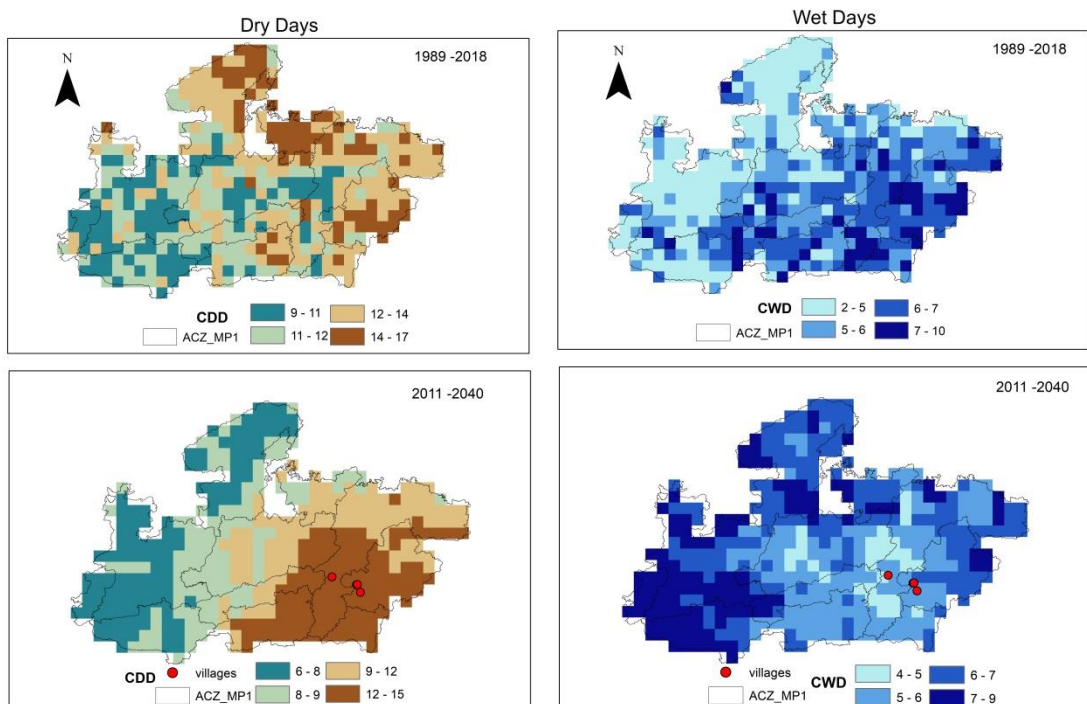 Dry Days
Wet Days
N
1989 -2018
N
1989 -2018
CDD
9 - 11
12 - 14
ACZ_MP1
11 - 12
14 - 17
CWD
2 - 5
6 - 7
ACZ_MP1
5 - 6
7 - 10
2011 -2040
2011 -2040
CDD
villages
6 - 8
9 - 12
ACZ_MP1
8 - 9
12 - 15
villages
CWD
4 - 5
6 - 7
ACZ_MP1
5 - 6
7 - 9